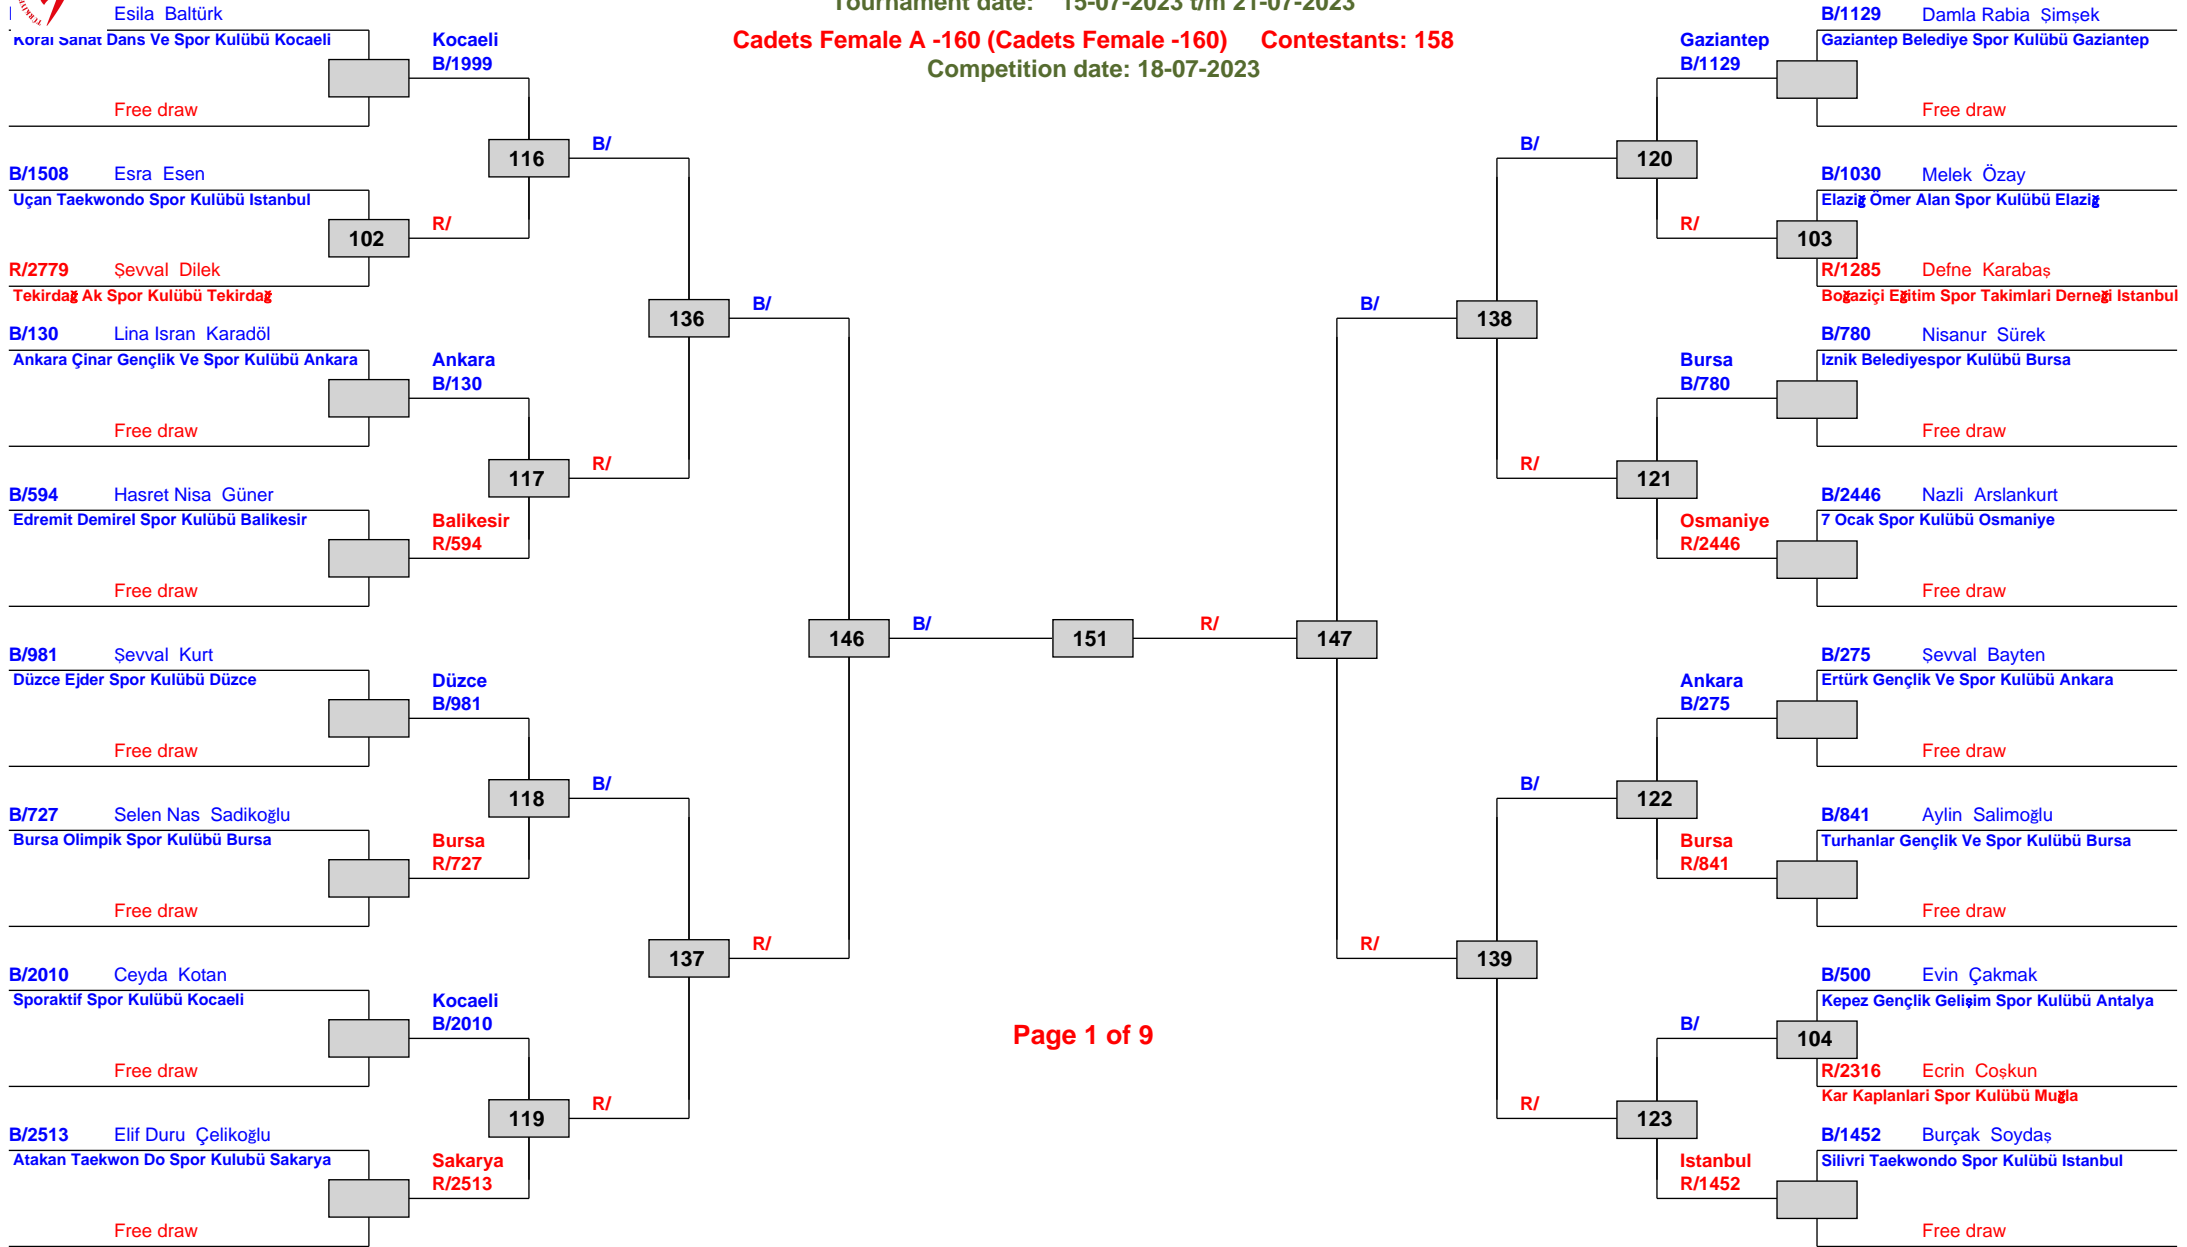 Tournament date: 15-07-2023 t/m 21-07-2023
Cadets Female A -160 (Cadets Female -160) Contestants: 158
Competition date: 18-07-2023
Esila Baltürk
Koral Sanat Dans Ve Spor Kulübü Kocaeli
Kocaeli
B/1999
Free draw
116
B/
B/1508 Esra Esen
Uçan Taekwondo Spor Kulübü Istanbul
102
R/
R/2779 Şevval Dilek
Tekirdağ Ak Spor Kulübü Tekirdağ
136
B/
B/130 Lina Isran Karadöl
Ankara Çinar Gençlik Ve Spor Kulübü Ankara
Ankara
B/130
Free draw
117
R/
B/594 Hasret Nisa Güner
Edremit Demirel Spor Kulübü Balikesir
Balikesir
R/594
Free draw
146
B/
B/981 Şevval Kurt
Düzce Ejder Spor Kulübü Düzce
Düzce
B/981
Free draw
118
B/
B/727 Selen Nas Sadikoğlu
Bursa Olimpik Spor Kulübü Bursa
Bursa
R/727
Free draw
137
R/
B/2010 Ceyda Kotan
Sporaktif Spor Kulübü Kocaeli
Kocaeli
B/2010
Free draw
119
R/
B/2513 Elif Duru Çelikoğlu
Atakan Taekwon Do Spor Kulubü Sakarya
Sakarya
R/2513
Free draw
151
R/
147
Page 1 of 9
B/1129 Damla Rabia Şimşek
Gaziantep Belediye Spor Kulübü Gaziantep
Gaziantep
B/1129
Free draw
B/
120
B/1030 Melek Özay
Elaziğ Ömer Alan Spor Kulübü Elaziğ
R/
103
R/1285 Defne Karabaş
Boğaziçi Eğitim Spor Takimlari Derneği Istanbul
B/
138
B/780 Nisanur Sürek
Iznik Belediyespor Kulübü Bursa
Bursa
B/780
Free draw
R/
121
B/2446 Nazli Arslankurt
7 Ocak Spor Kulübü Osmaniye
Osmaniye
R/2446
Free draw
B/275 Şevval Bayten
Ertürk Gençlik Ve Spor Kulübü Ankara
Ankara
B/275
Free draw
B/
122
B/841 Aylin Salimoğlu
Turhanlar Gençlik Ve Spor Kulübü Bursa
Bursa
R/841
Free draw
R/
139
B/500 Evin Çakmak
Kepez Gençlik Gelişim Spor Kulübü Antalya
B/
104
R/2316 Ecrin Coşkun
Kar Kaplanlari Spor Kulübü Muğla
R/
123
B/1452 Burçak Soydaş
Silivri Taekwondo Spor Kulübü Istanbul
Istanbul
R/1452
Free draw